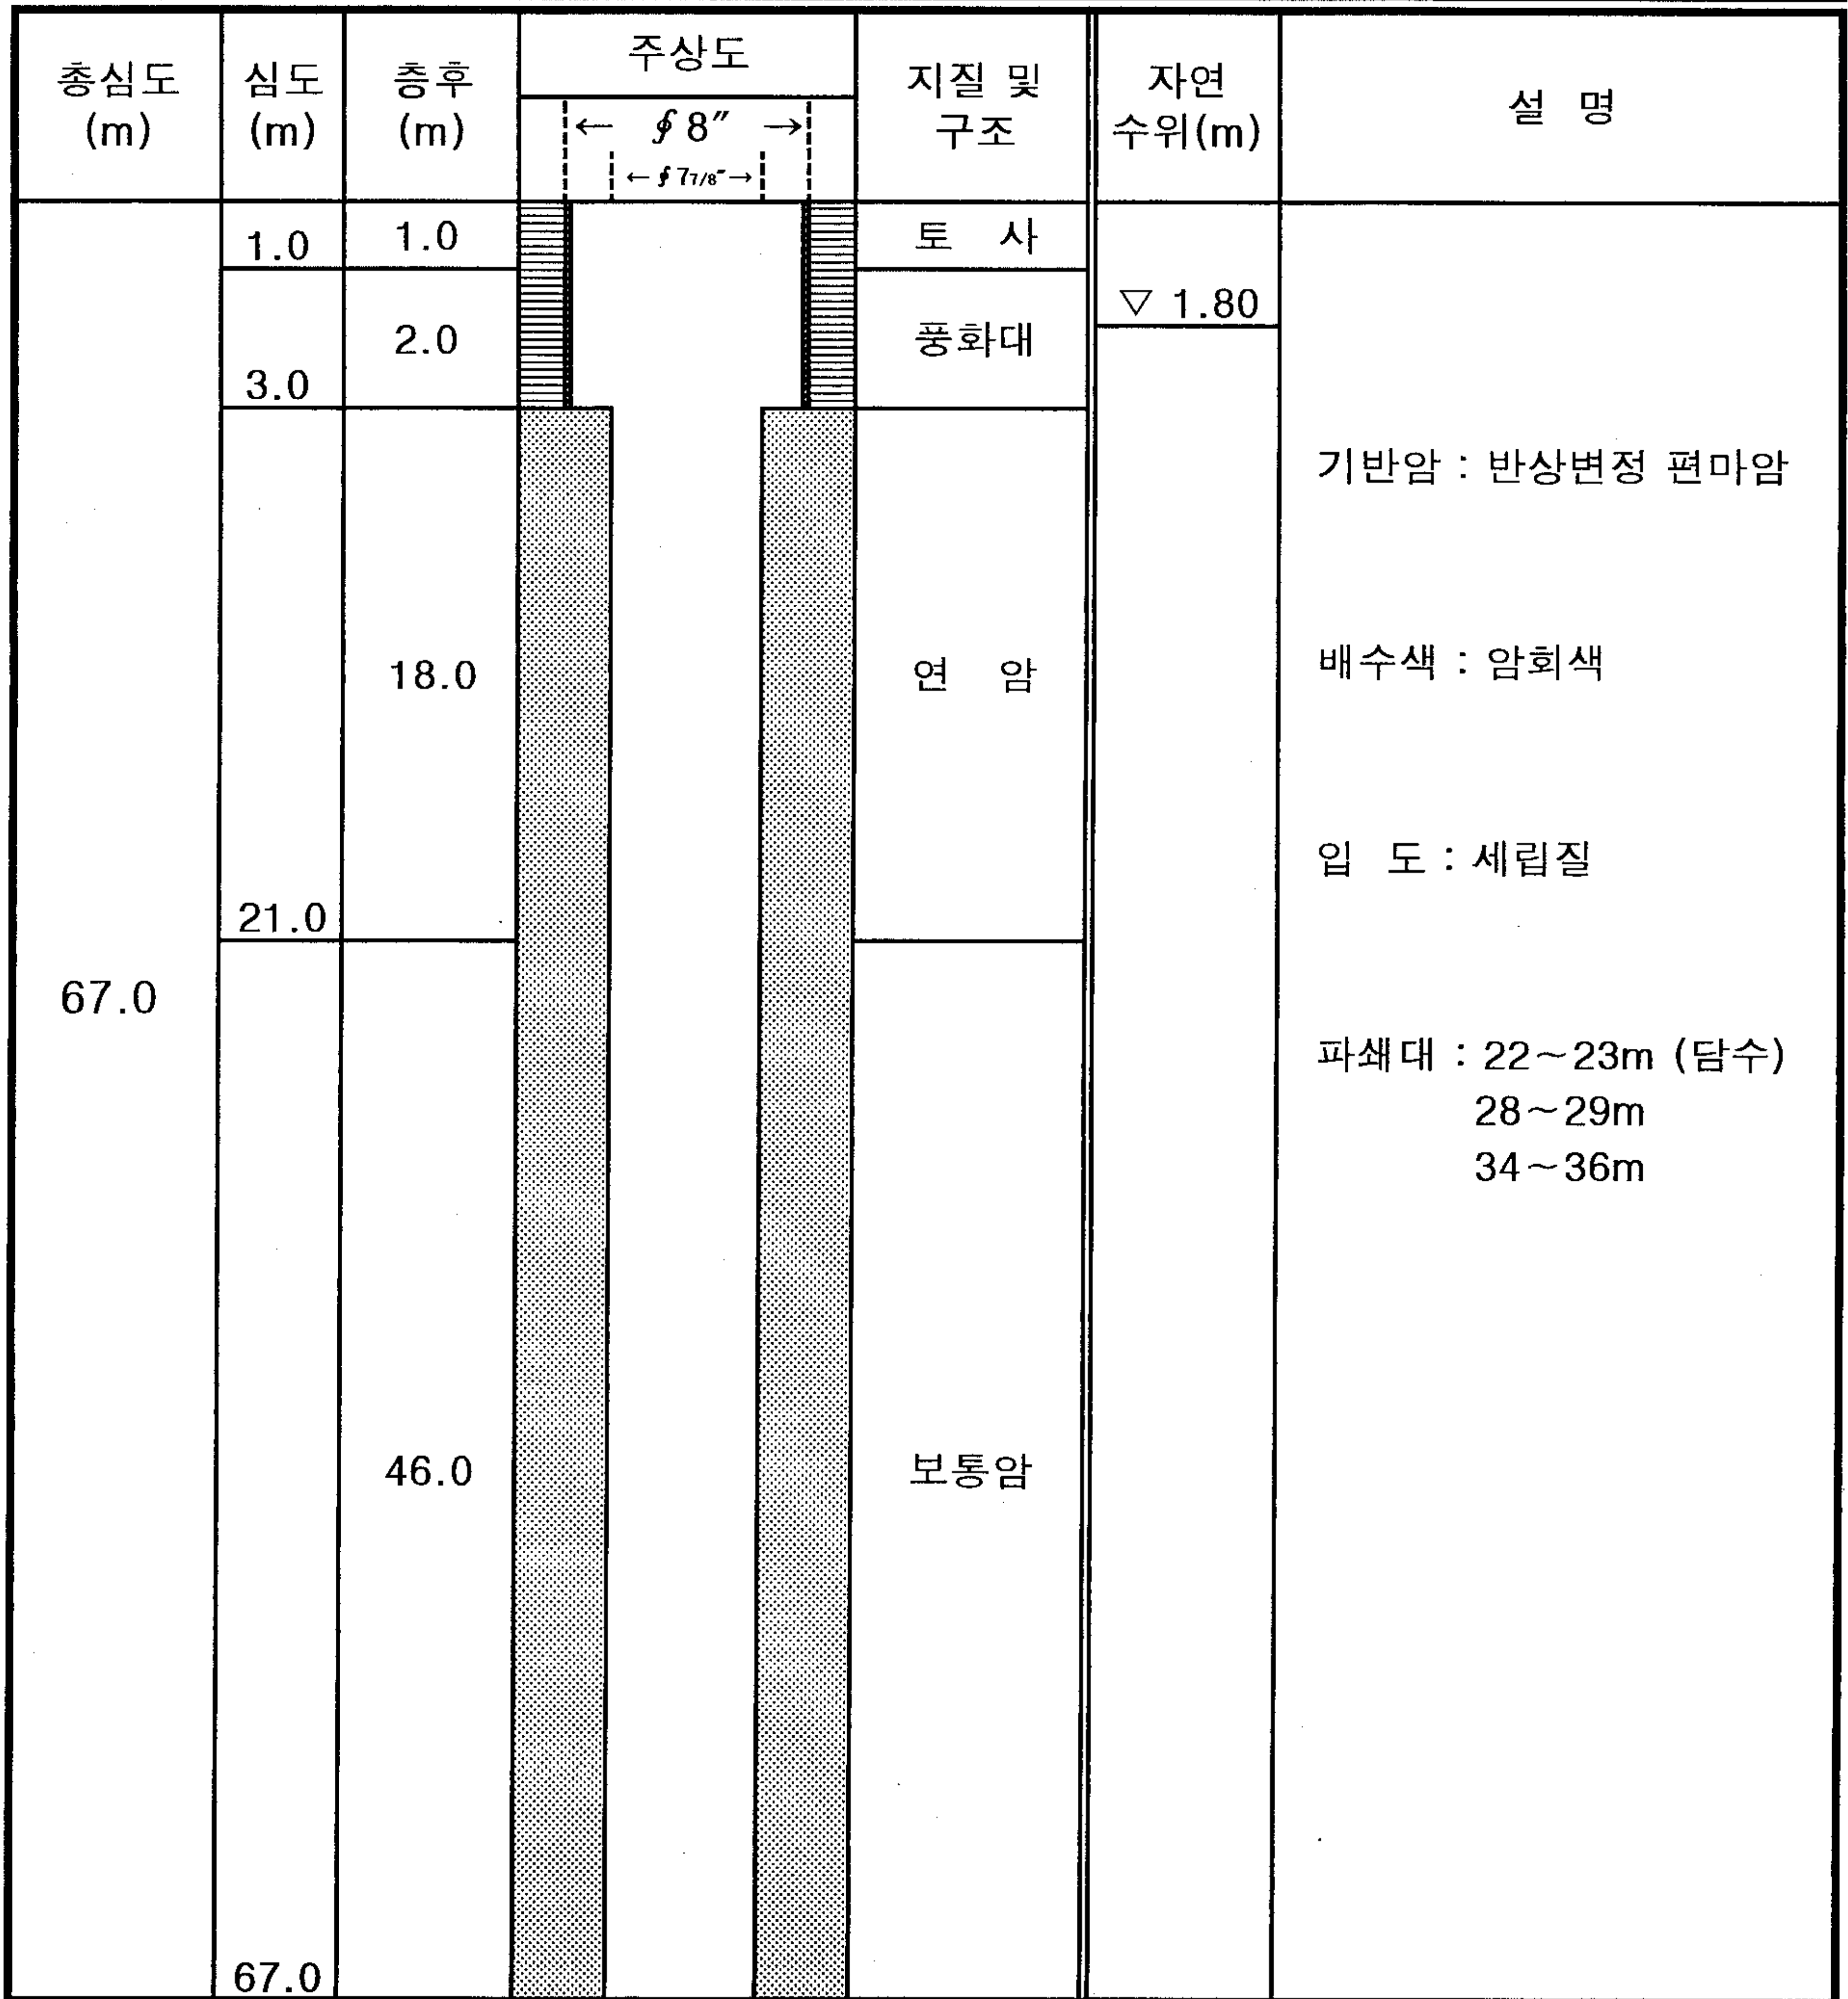 총심도
(m)
심도
(m)
층후
(m)
주상도
← ∮ 8″ →
← ∮ 7 7/8″ →
지질 및
구조
자연
수위(m)
설 명
1.0
1.0
토 사
▽ 1.80
2.0
풍화대
3.0
기반암 : 반상변정 편마암
18.0
연 암
배수색 : 암회색
입 도 : 세립질
21.0
67.0
파쇄대 : 22~23m (담수)
28~29m
34~36m
46.0
보통암
67.0